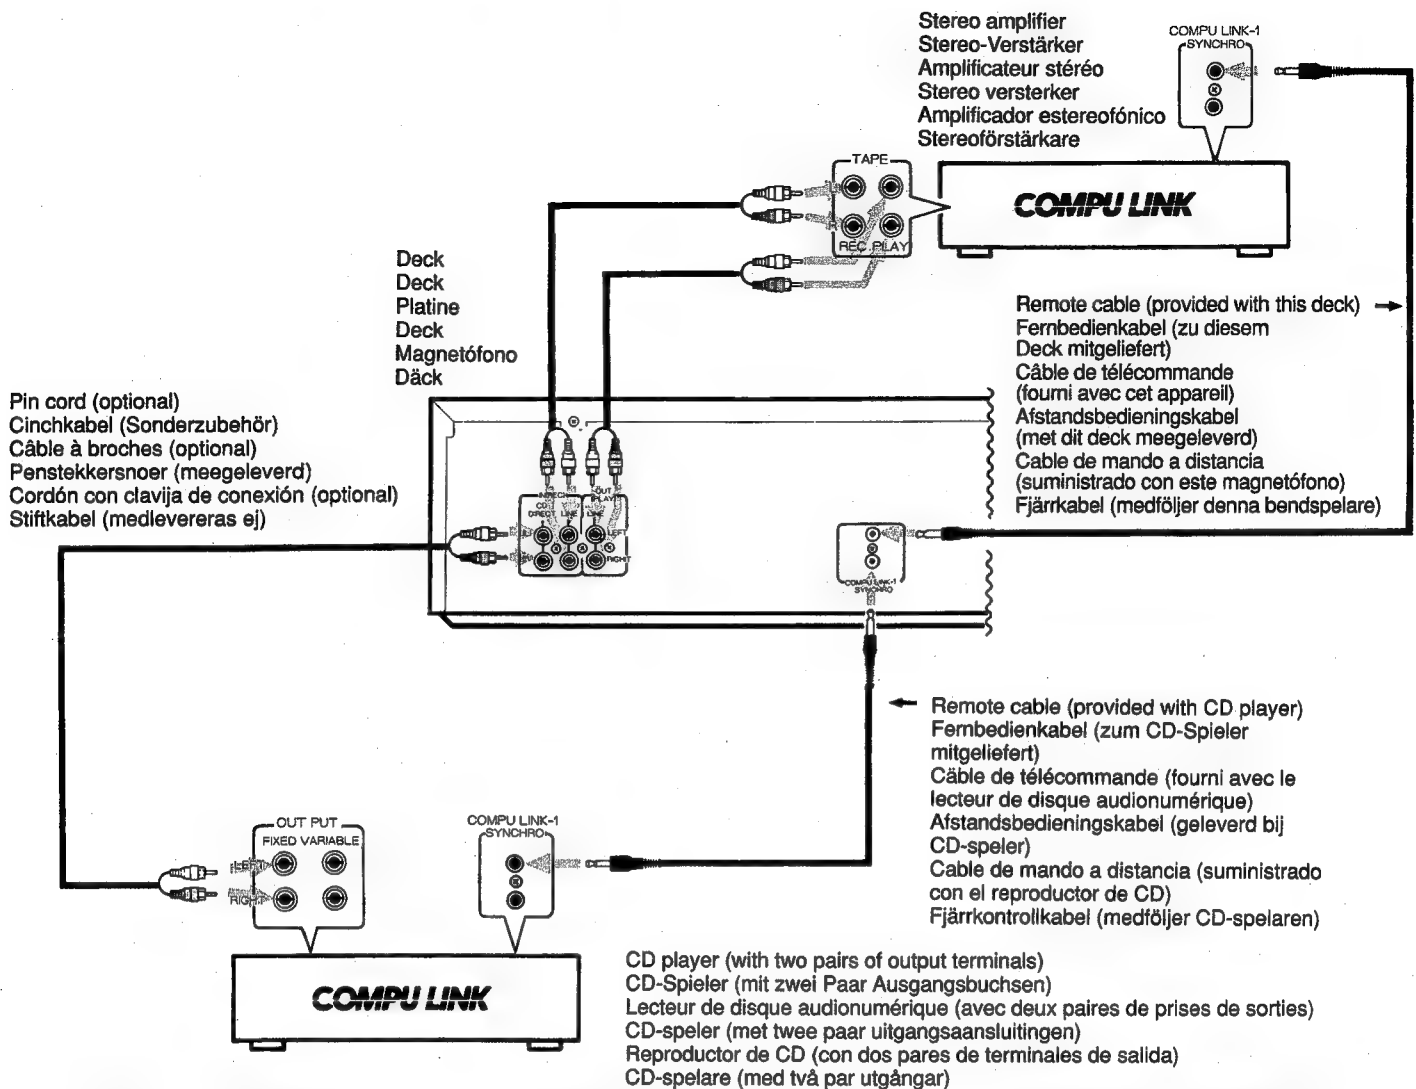 Stereo amplifier
Stereo-Verstärker
Amplificateur stéréo
Stereo versterker
Amplificador estereofónico
Stereoförstärkare
COMPU LINK-1
SYNCHRO
TAPE
REC PLAY
COMPU LINK
Deck
Deck
Platine
Deck
Magnetófono
Däck
Remote cable (provided with this deck)
Fernbedienkabel (zu diesem
Deck mitgeliefert)
Câble de télécommande
(fourni avec cet appareil)
Afstandsbedieningskabel
(met dit deck meegeleverd)
Cable de mando a distancia
(suministrado con este magnetófono)
Fjärrkabel (medföljer denna bendspelare)
Pin cord (optional)
Cinchkabel (Sonderzubehör)
Câble à broches (optional)
Penstekkersnoer (meegeleverd)
Cordón con clavija de conexión (optional)
Stiftkabel (medlevereras ej)
CD
DIRECT LINE
OUT
LINE
LEFT
RIGHT
COMPU LINK-1
SYNCHRO
Remote cable (provided with CD player)
Fernbedienkabel (zum CD-Spieler
mitgeliefert)
Cäble de télécommande (fourni avec le
lecteur de disque audionumérique)
Afstandsbedieningskabel (geleverd bij
CD-speler)
Cable de mando a distancia (suministrado
con el reproductor de CD)
Fjärrkontrollkabel (medföljer CD-spelaren)
OUT PUT
FIXED VARIABLE
LEFT
RIGHT
COMPU LINK-1
SYNCHRO
COMPU LINK
CD player (with two pairs of output terminals)
CD-Spieler (mit zwei Paar Ausgangsbuchsen)
Lecteur de disque audionumérique (avec deux paires de prises de sorties)
CD-speler (met twee paar uitgangsaansluitingen)
Reproductor de CD (con dos pares de terminales de salida)
CD-spelare (med två par utgångar)